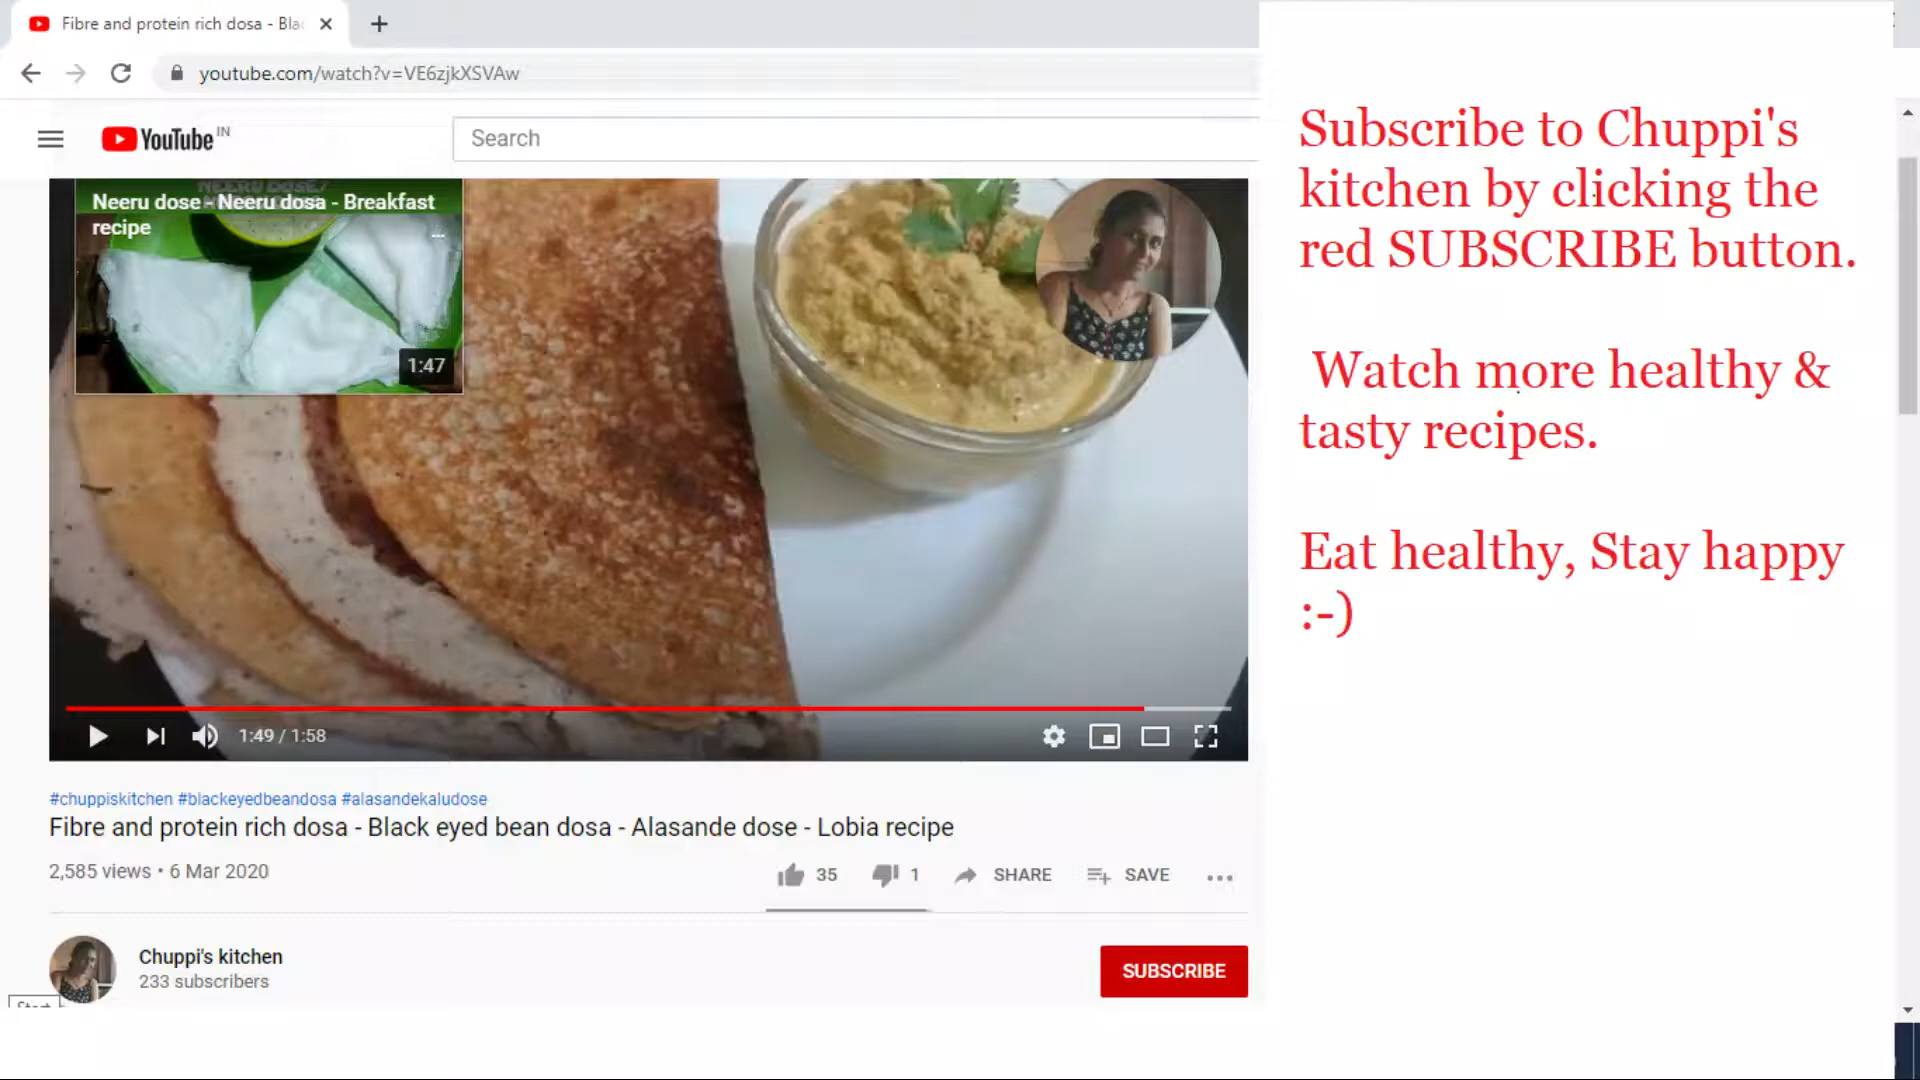 Fibre and protein rich dosa - Blac
youtube.com/watch?v=VE6zjkXSVAw
YouTube IN
Search
Subscribe to Chuppi's
kitchen by clicking the
red SUBSCRIBE button.
Watch more healthy &
tasty recipes.
Eat healthy, Stay happy
:-)
Neeru dose - Neeru dosa - Breakfast
recipe
...
1:47
1:49 / 1:58
#chuppiskitchen #blackeyedbeandosa #alasandekaludose
Fibre and protein rich dosa - Black eyed bean dosa - Alasande dose - Lobia recipe
2,585 views • 6 Mar 2020
35 1 SHARE SAVE
Chuppi's kitchen
233 subscribers
SUBSCRIBE